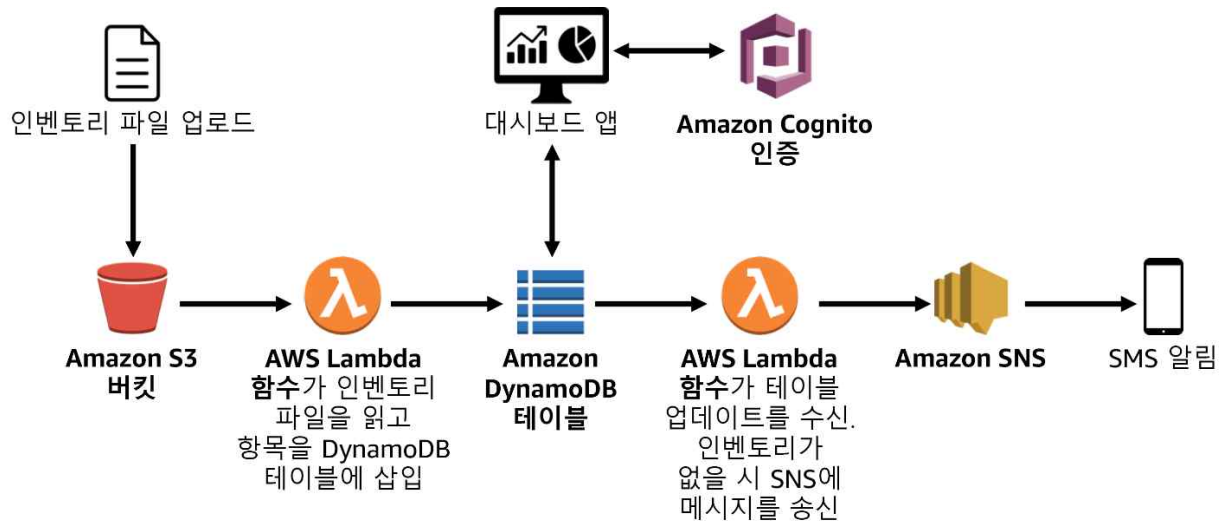 인벤토리 파일 업로드
대시보드 앱
Amazon Cognito
인증
Amazon S3
버킷
AWS Lambda
함수가 인벤토리
파일을 읽고
항목을 DynamoDB
테이블에 삽입
Amazon
DynamoDB
테이블
AWS Lambda
함수가 테이블
업데이트를 수신.
인벤토리가
없을 시 SNS에
메시지를 송신
Amazon SNS
SMS 알림